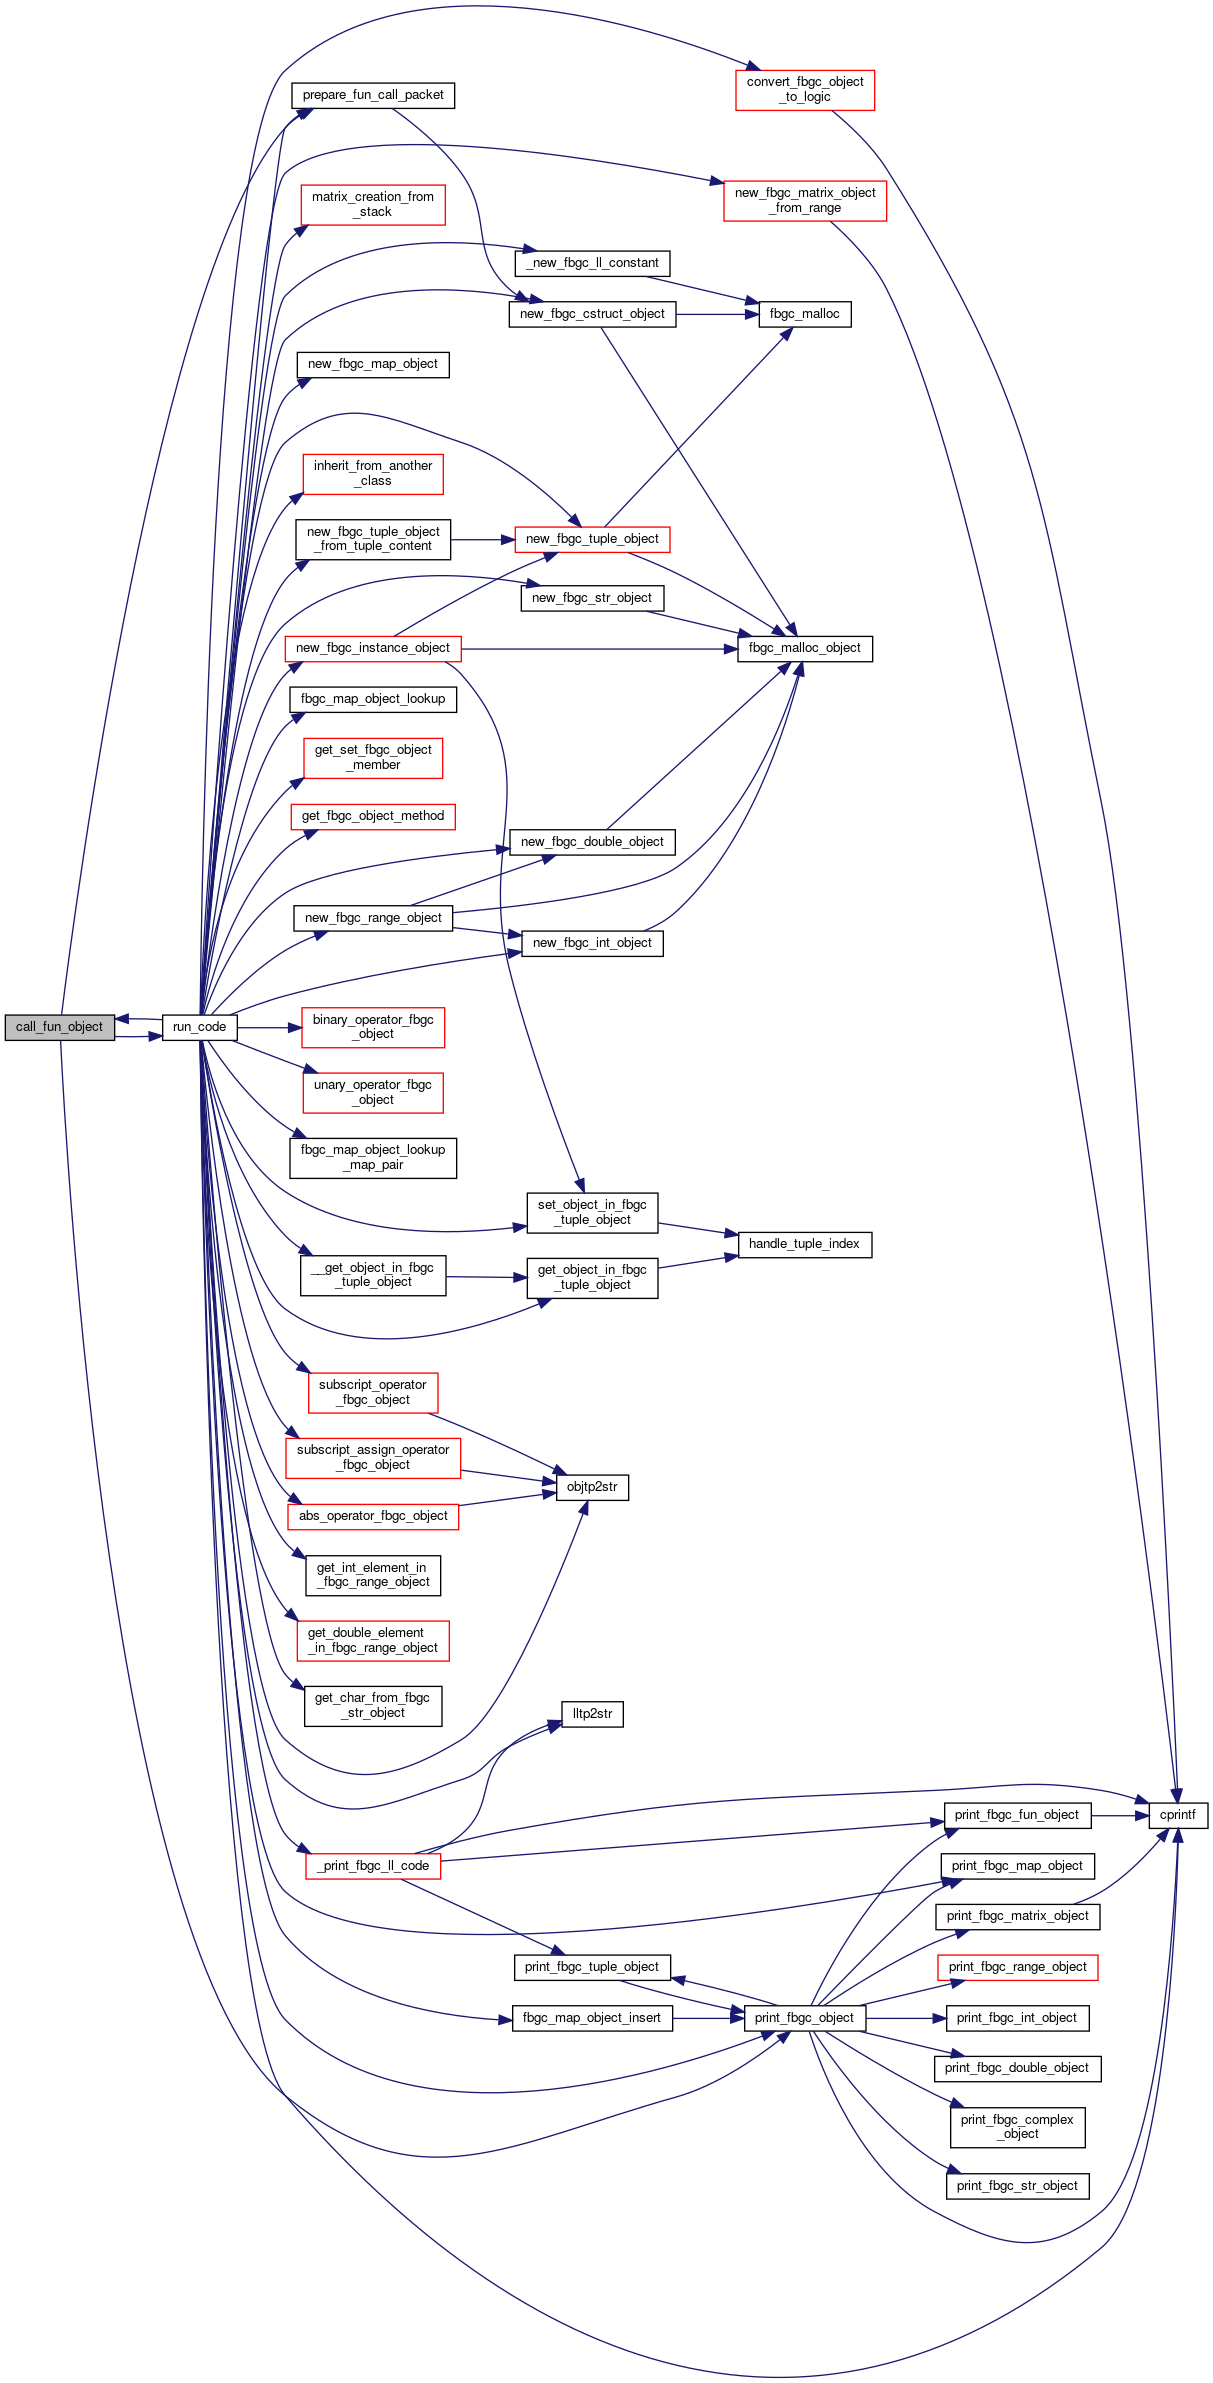 call_fun_object
run_code
prepare_fun_call_packet
matrix_creation_from
_stack
new_fbgc_map_object
inherit_from_another
_class
new_fbgc_tuple_object
_from_tuple_content
new_fbgc_instance_object
fbgc_map_object_lookup
get_set_fbgc_object
_member
get_fbgc_object_method
new_fbgc_range_object
binary_operator_fbgc
_object
unary_operator_fbgc
_object
fbgc_map_object_lookup
_map_pair
__get_object_in_fbgc
_tuple_object
subscript_operator
_fbgc_object
subscript_assign_operator
_fbgc_object
abs_operator_fbgc_object
get_int_element_in
_fbgc_range_object
get_double_element
_in_fbgc_range_object
get_char_from_fbgc
_str_object
_print_fbgc_ll_code
_new_fbgc_ll_constant
new_fbgc_cstruct_object
new_fbgc_tuple_object
new_fbgc_str_object
new_fbgc_double_object
new_fbgc_int_object
set_object_in_fbgc
_tuple_object
get_object_in_fbgc
_tuple_object
objtp2str
lltp2str
print_fbgc_tuple_object
fbgc_map_object_insert
convert_fbgc_object
_to_logic
new_fbgc_matrix_object
_from_range
fbgc_malloc
fbgc_malloc_object
handle_tuple_index
print_fbgc_object
print_fbgc_fun_object
print_fbgc_map_object
print_fbgc_matrix_object
print_fbgc_range_object
print_fbgc_int_object
print_fbgc_double_object
print_fbgc_complex
_object
print_fbgc_str_object
cprintf